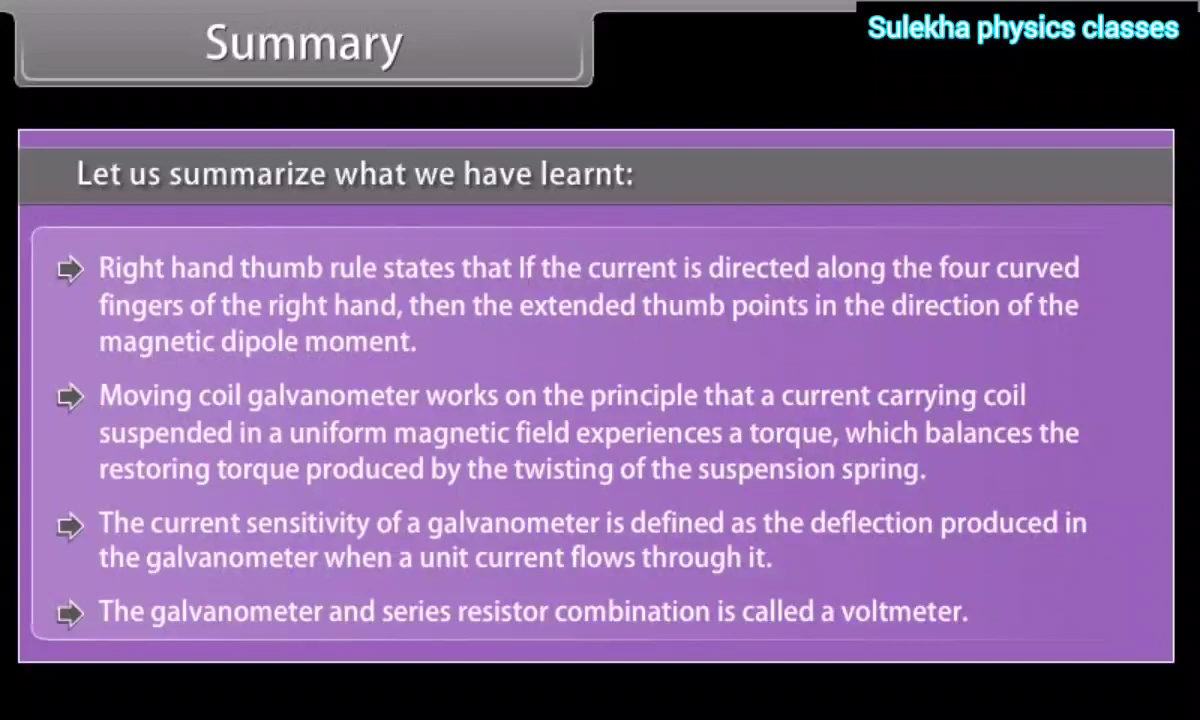 Summary
Sulekha physics classes
Let us summarize what we have learnt:
Right hand thumb rule states that If the current is directed along the four curved
fingers of the right hand, then the extended thumb points in the direction of the
magnetic dipole moment.
Moving coil galvanometer works on the principle that a current carrying coil
suspended in a uniform magnetic field experiences a torque, which balances the
restoring torque produced by the twisting of the suspension spring.
The current sensitivity of a galvanometer is defined as the deflection produced in
the galvanometer when a unit current flows through it.
The galvanometer and series resistor combination is called a voltmeter.